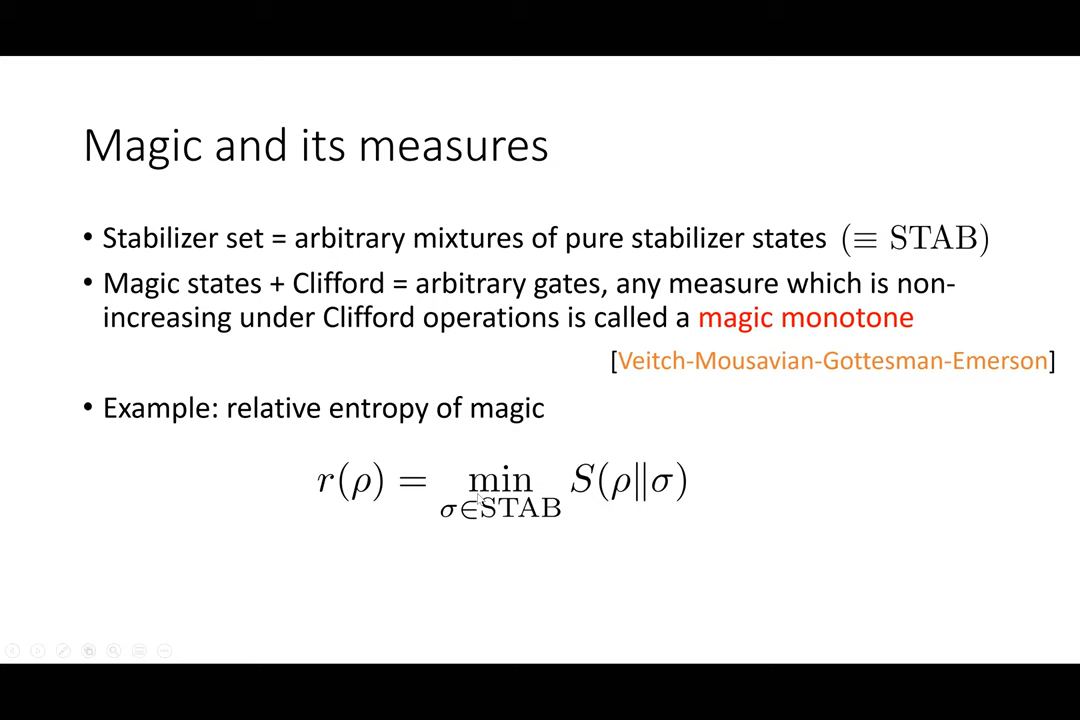 Magic and its measures
• Stabilizer set = arbitrary mixtures of pure stabilizer states (≡ STAB)
• Magic states + Clifford = arbitrary gates, any measure which is non-
increasing under Clifford operations is called a magic monotone
[Veitch-Mousavian-Gottesman-Emerson]
• Example: relative entropy of magic
r(ρ) = min S(ρ‖σ)
σ∈STAB